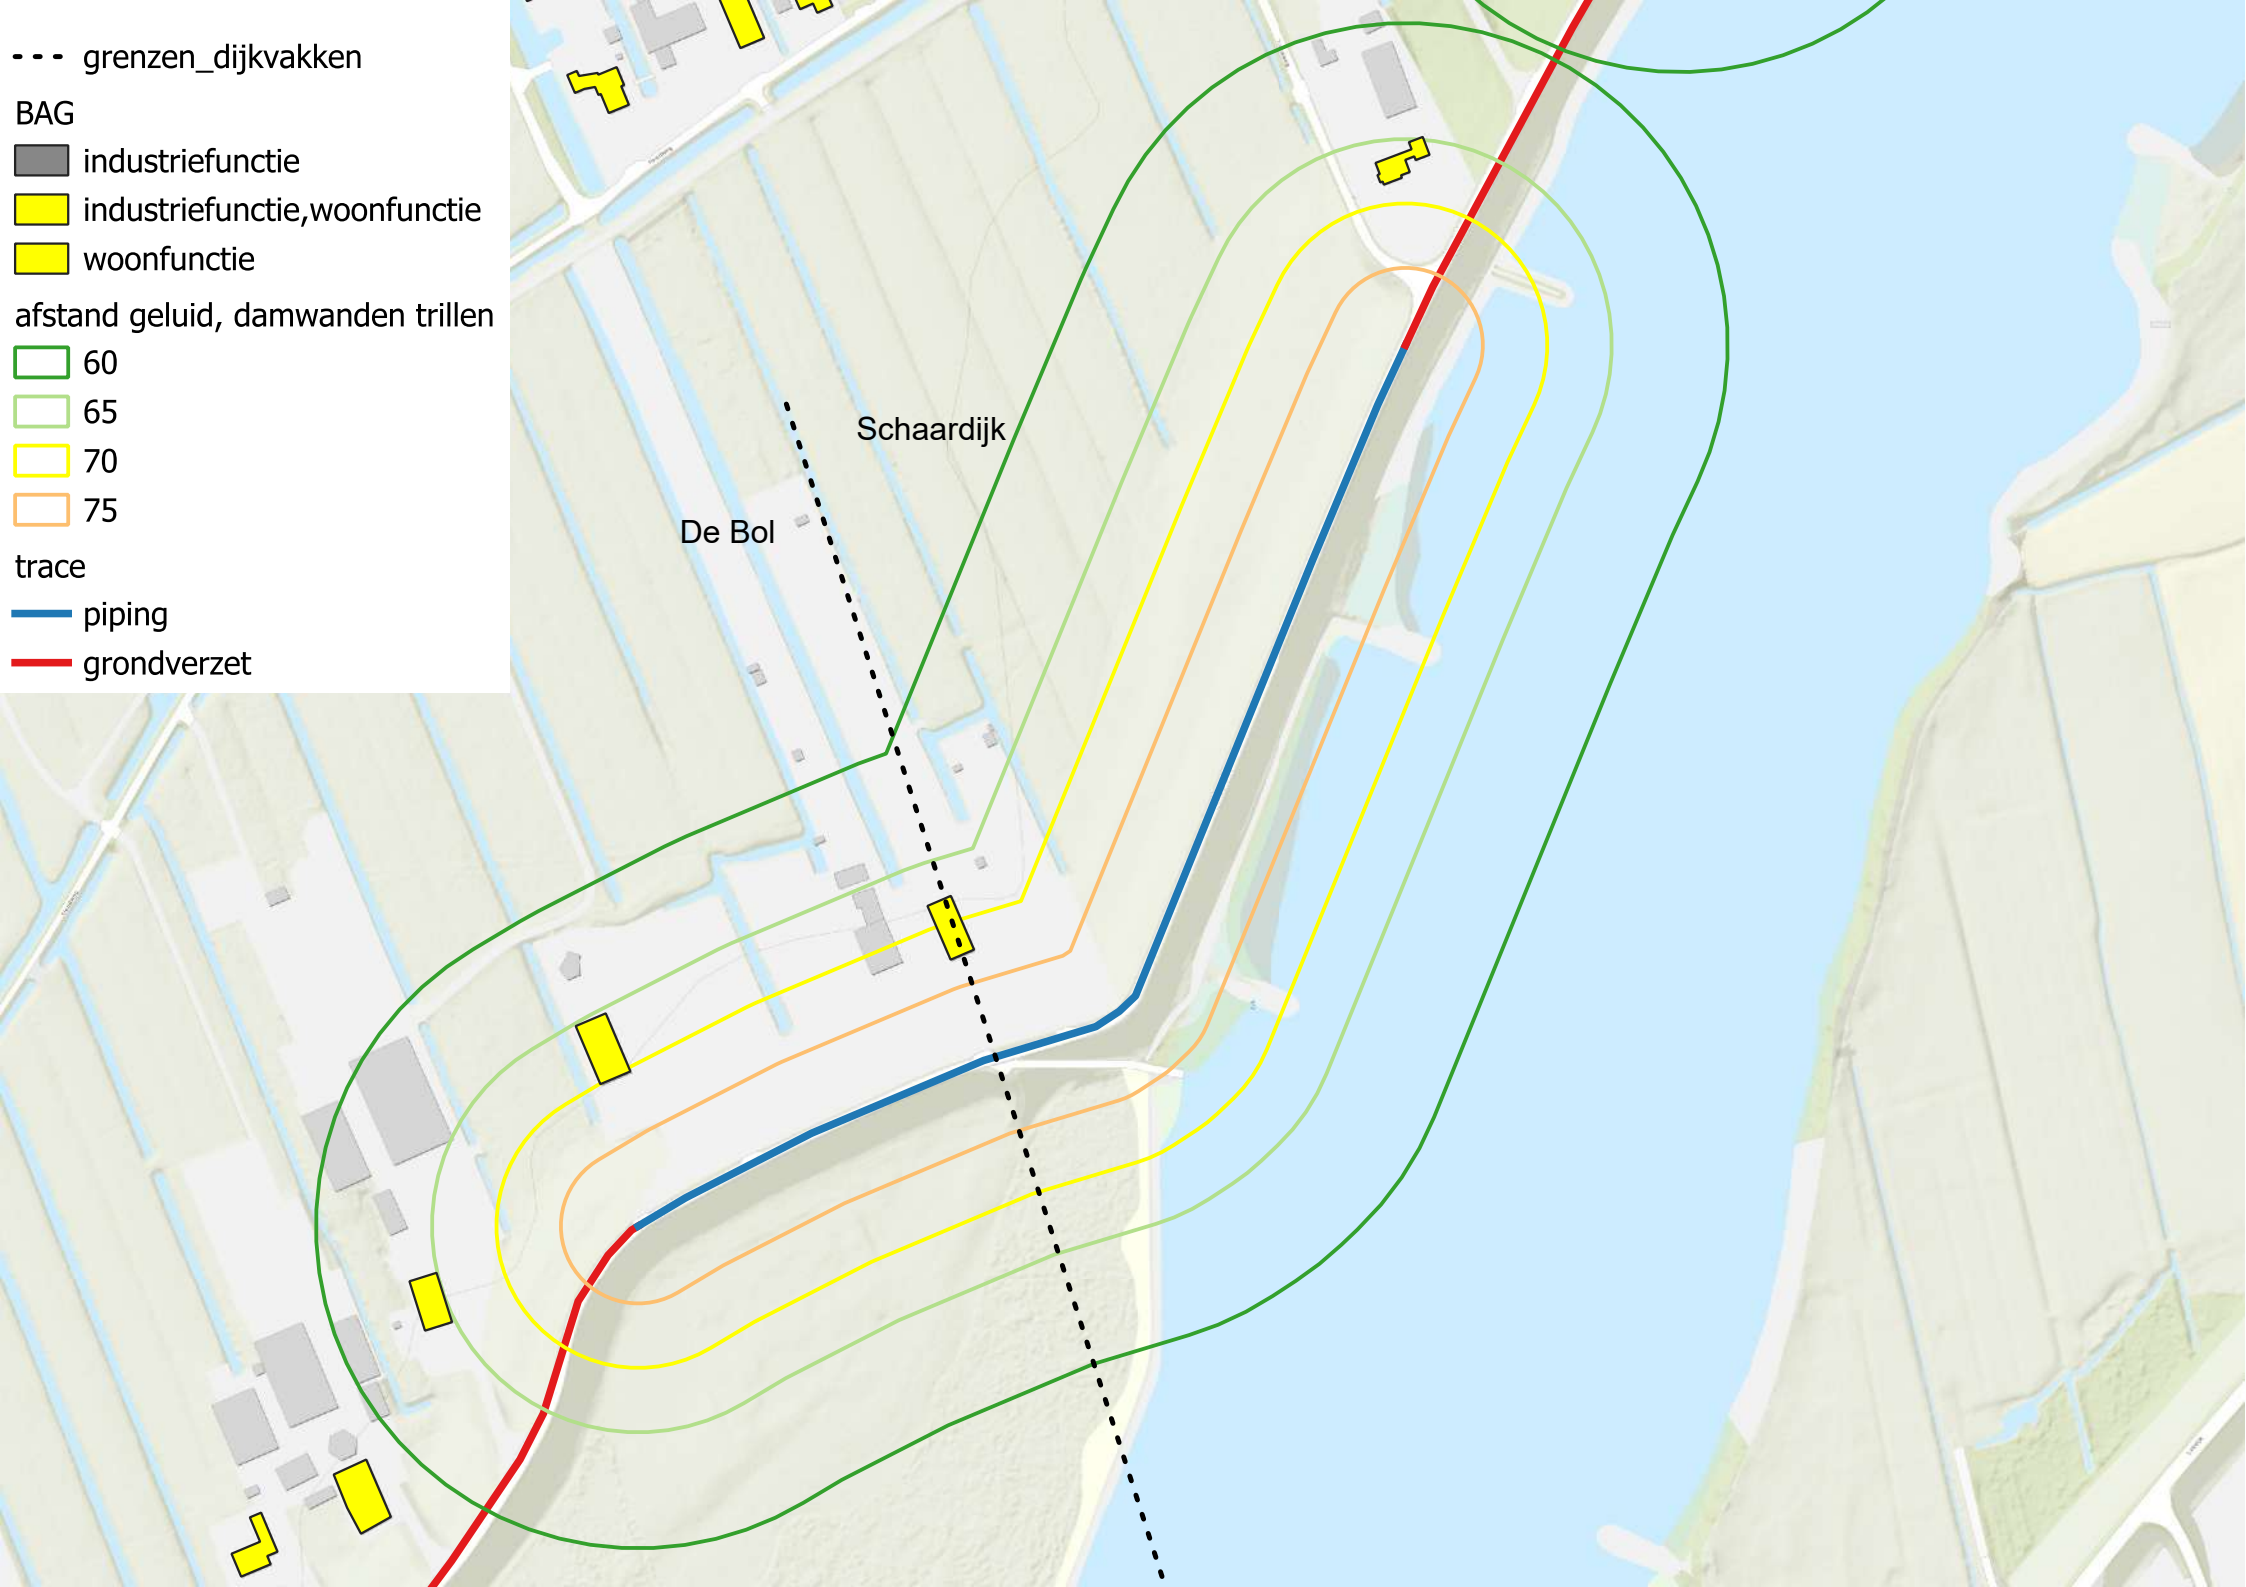 grenzen_dijkvakken
BAG
industriefunctie
industriefunctie,woonfunctie
woonfunctie
afstand geluid, damwanden trillen
60
65
70
75
trace
piping
grondverzet
Schaardijk
De Bol